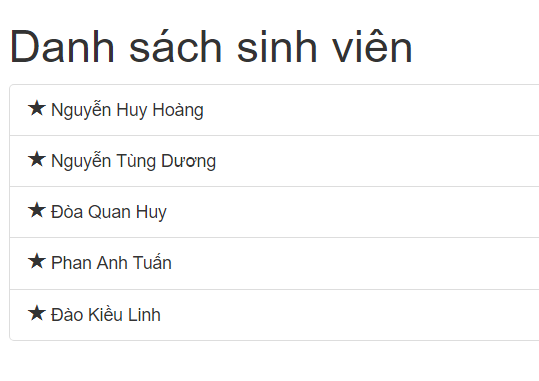 Danh sách sinh viên
★ Nguyễn Huy Hoàng
★ Nguyễn Tùng Dương
★ Đòa Quan Huy
★ Phan Anh Tuấn
★ Đào Kiều Linh